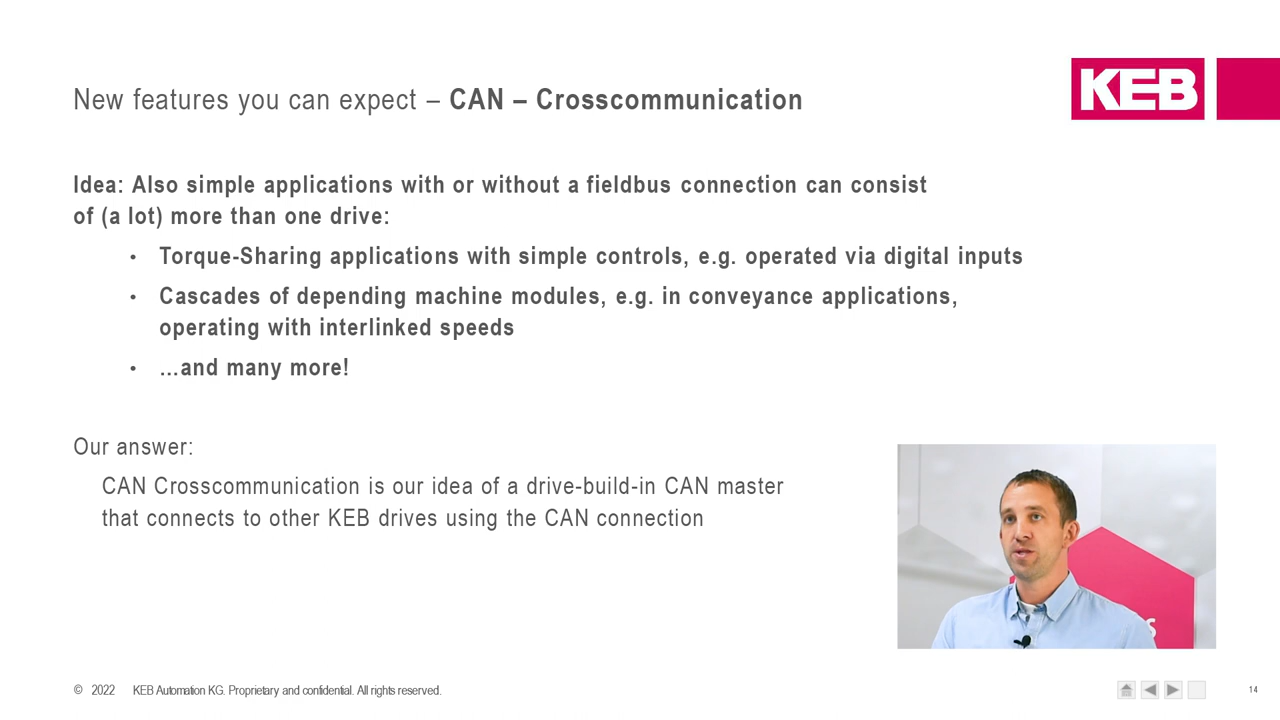 New features you can expect – CAN – Crosscommunication
KEB
Idea: Also simple applications with or without a fieldbus connection can consist
of (a lot) more than one drive:
• Torque-Sharing applications with simple controls, e.g. operated via digital inputs
• Cascades of depending machine modules, e.g. in conveyance applications,
operating with interlinked speeds
• …and many more!
Our answer:
CAN Crosscommunication is our idea of a drive-build-in CAN master
that connects to other KEB drives using the CAN connection
S
© 2022 KEB Automation KG. Proprietary and confidential. All rights reserved.
14